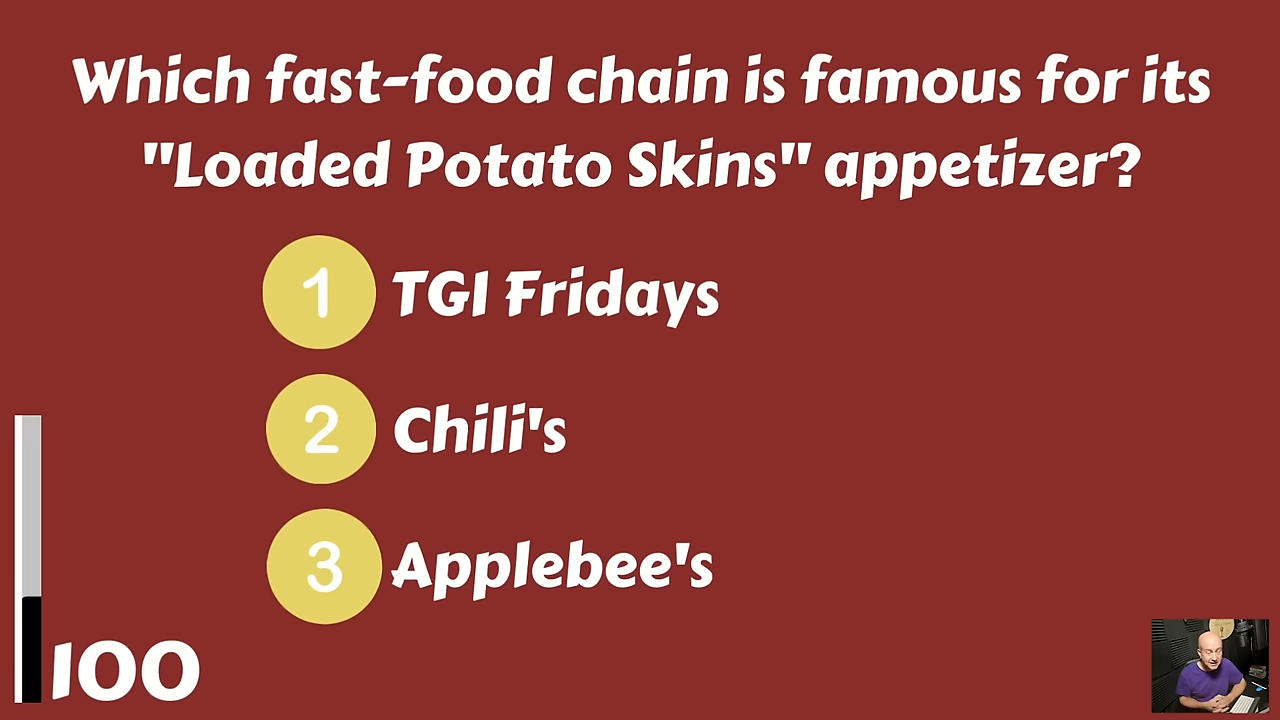 Which fast-food chain is famous for its
"Loaded Potato Skins" appetizer?
1 TGI Fridays
2 Chili's
3 Applebee's
100